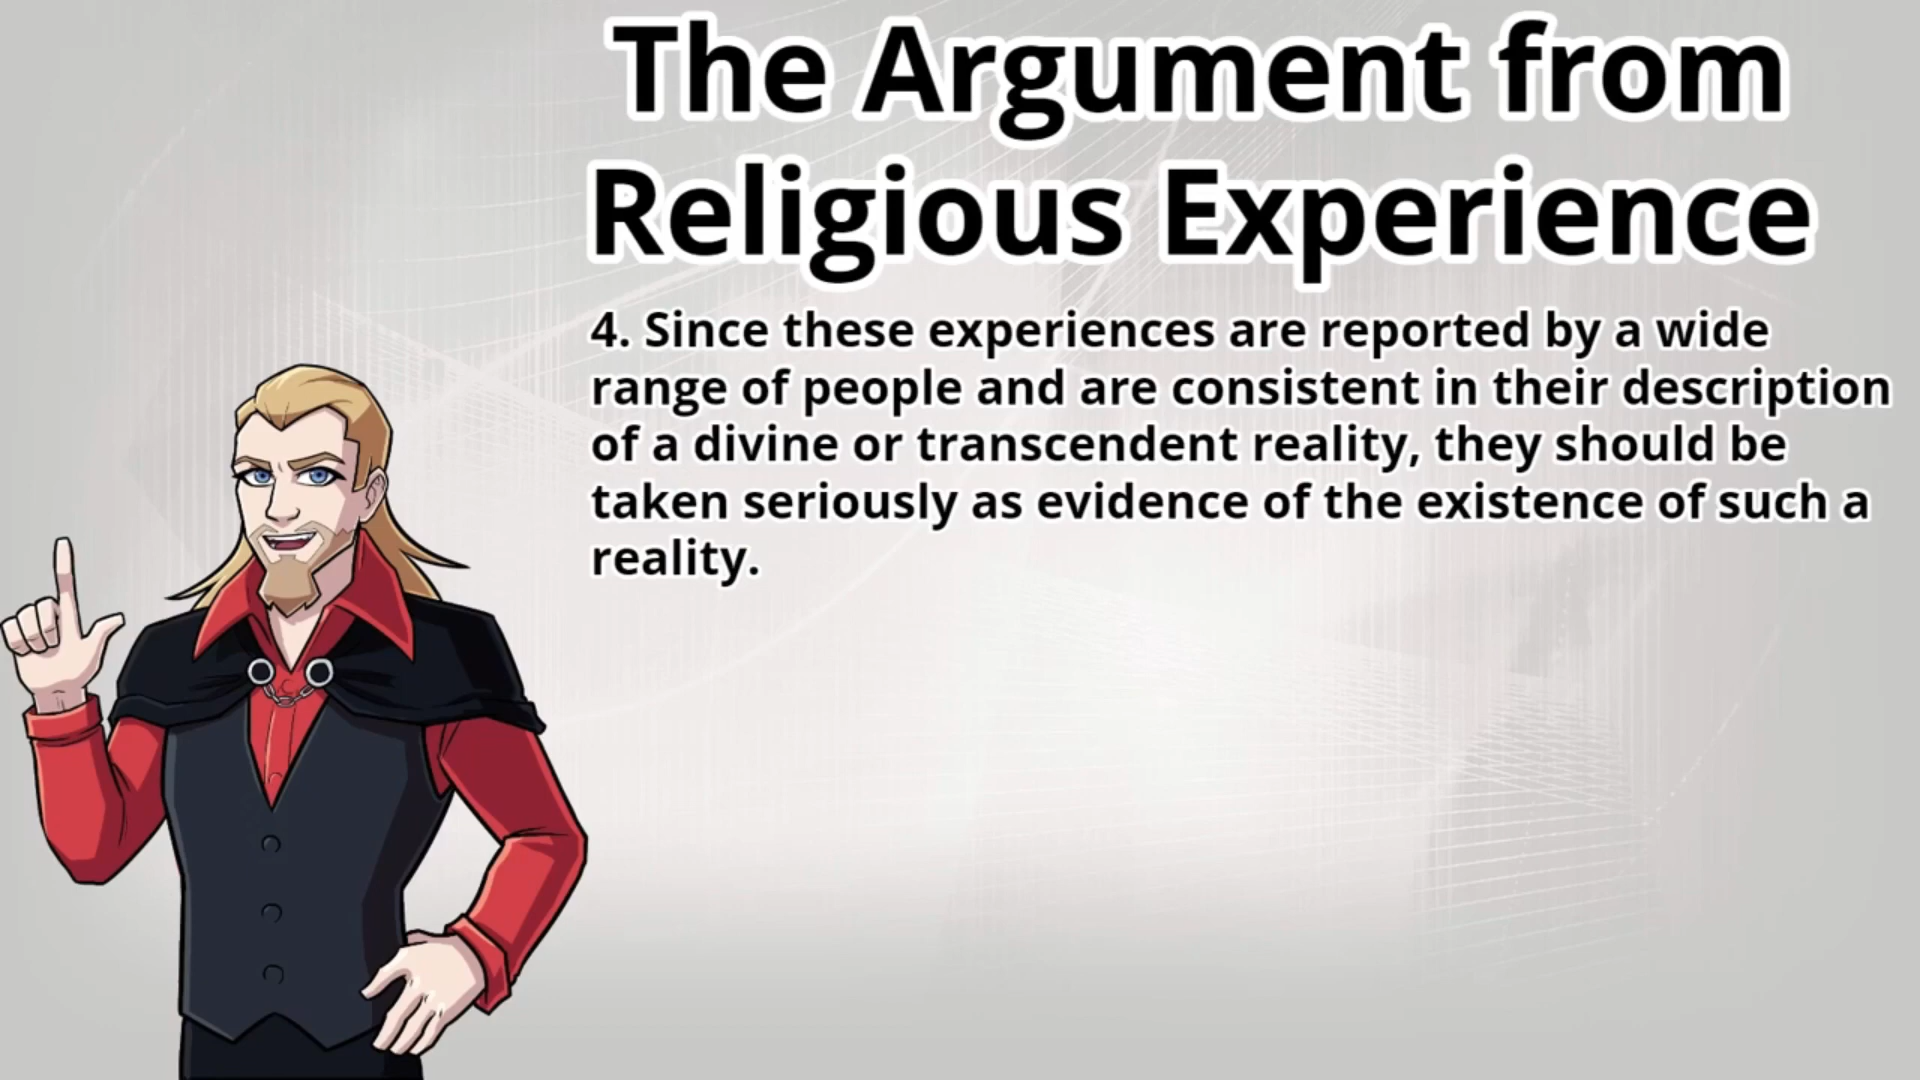 The Argument from
Religious Experience
4. Since these experiences are reported by a wide
range of people and are consistent in their description
of a divine or transcendent reality, they should be
taken seriously as evidence of the existence of such a
reality.